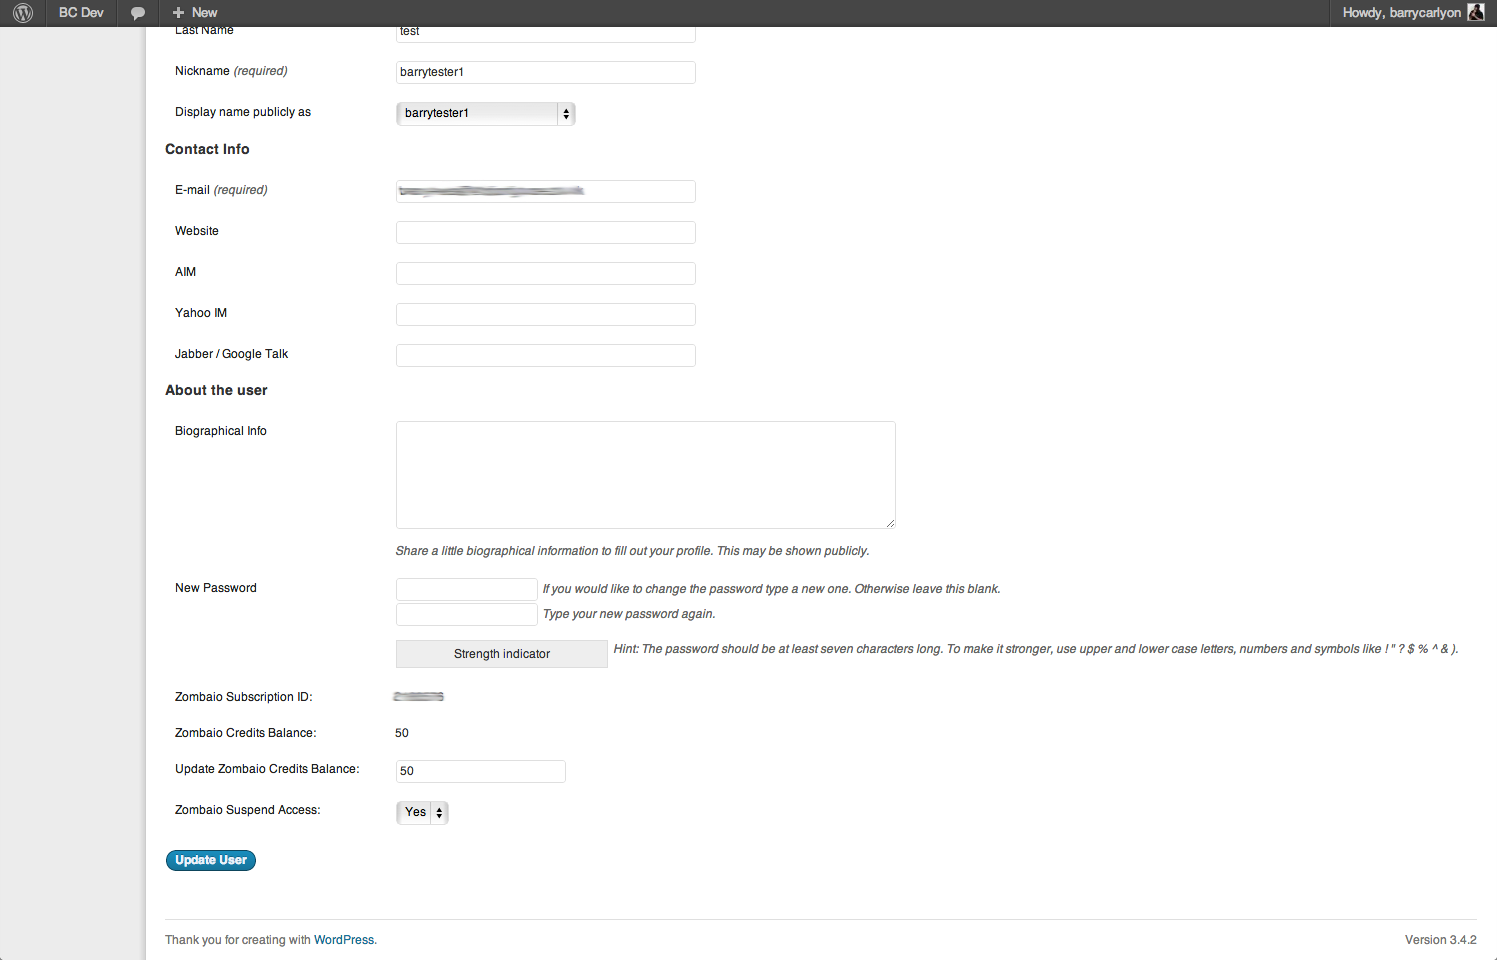 BC Dev New Howdy, barrycarlyon
Last Name test
Nickname (required) barrytester1
Display name publicly as barrytester1
Contact Info
E-mail (required)
Website
AIM
Yahoo IM
Jabber / Google Talk
About the user
Biographical Info
Share a little biographical information to fill out your profile. This may be shown publicly.
New Password If you would like to change the password type a new one. Otherwise leave this blank.
Type your new password again.
Strength indicator Hint: The password should be at least seven characters long. To make it stronger, use upper and lower case letters, numbers and symbols like ! " ? $ % ^ & ).
Zombaio Subscription ID:
Zombaio Credits Balance: 50
Update Zombaio Credits Balance: 50
Zombaio Suspend Access: Yes
Update User
Thank you for creating with WordPress. Version 3.4.2